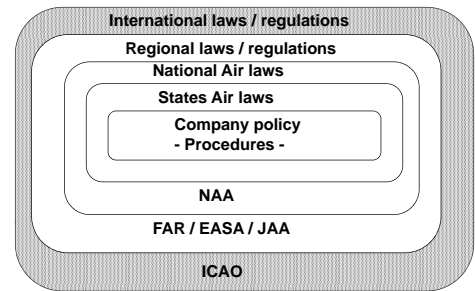 International laws / regulations
Regional laws / regulations
National Air laws
States Air laws
Company policy
- Procedures -
NAA
FAR / EASA / JAA
ICAO